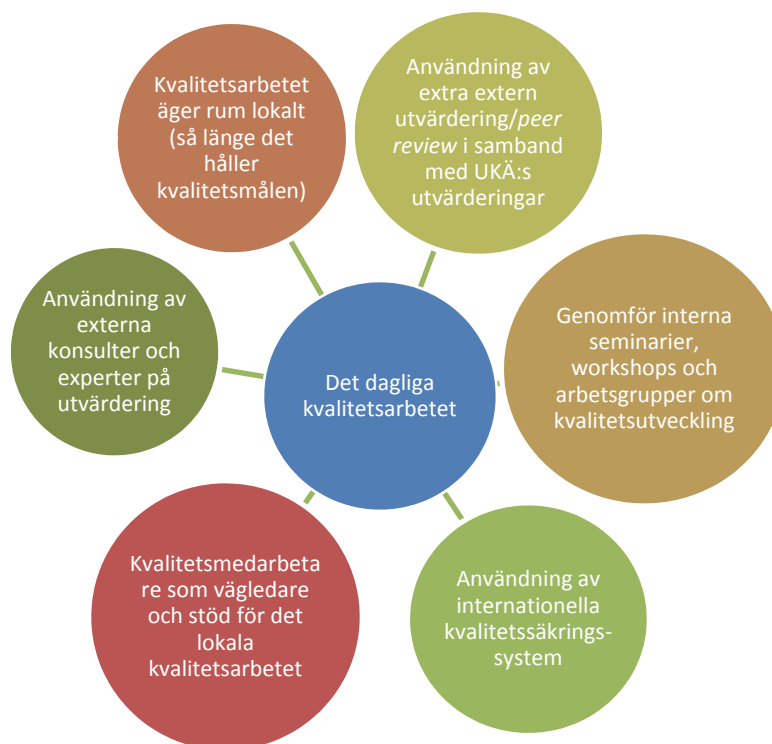 Kvalitetsarbetet
äger rum lokalt
(så länge det
håller
kvalitetsmålen)
Användning av
extra extern
utvärdering/peer
review i samband
med UKÄ:s
utvärderingar
Användning av
externa
konsulter och
experter på
utvärdering
Det dagliga
kvalitetsarbetet
Genomför interna
seminarier,
workshops och
arbetsgrupper om
kvalitetsutveckling
Kvalitetsmedarbeta
re som vägledare
och stöd för det
lokala
kvalitetsarbetet
Användning av
internationella
kvalitetssäkrings-
system